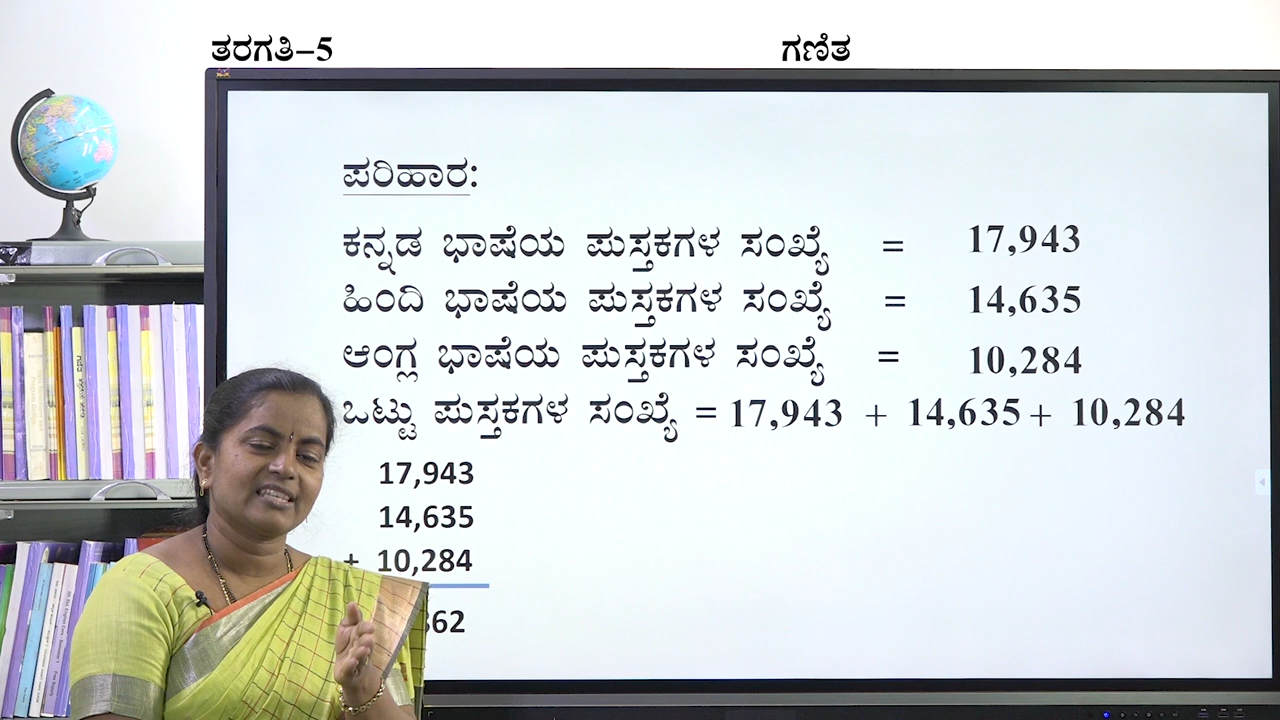 ತರಗತಿ–5 ಗಣಿತ
ಪರಿಹಾರ:
ಕನ್ನಡ ಭಾಷೆಯ ಪುಸ್ತಕಗಳ ಸಂಖ್ಯೆ = 17,943
ಹಿಂದಿ ಭಾಷೆಯ ಪುಸ್ತಕಗಳ ಸಂಖ್ಯೆ = 14,635
ಆಂಗ್ಲ ಭಾಷೆಯ ಪುಸ್ತಕಗಳ ಸಂಖ್ಯೆ = 10,284
ಒಟ್ಟು ಪುಸ್ತಕಗಳ ಸಂಖ್ಯೆ = 17,943 + 14,635 + 10,284
17,943
14,635
+ 10,284
862